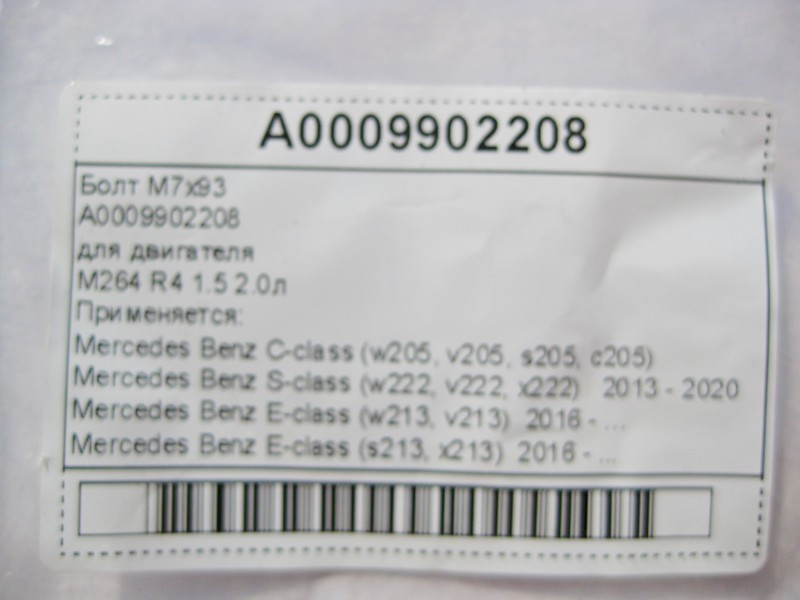 A0009902208
Болт М7х93
A0009902208
для двигателя
М264 R4 1.5 2.0л
Применяется:
Mercedes Benz C-class (w205, v205, s205, c205)
Mercedes Benz S-class (w222, v222, x222) 2013 - 2020
Mercedes Benz E-class (w213, v213) 2016 - ...
Mercedes Benz E-class (s213, x213) 2016 - ...